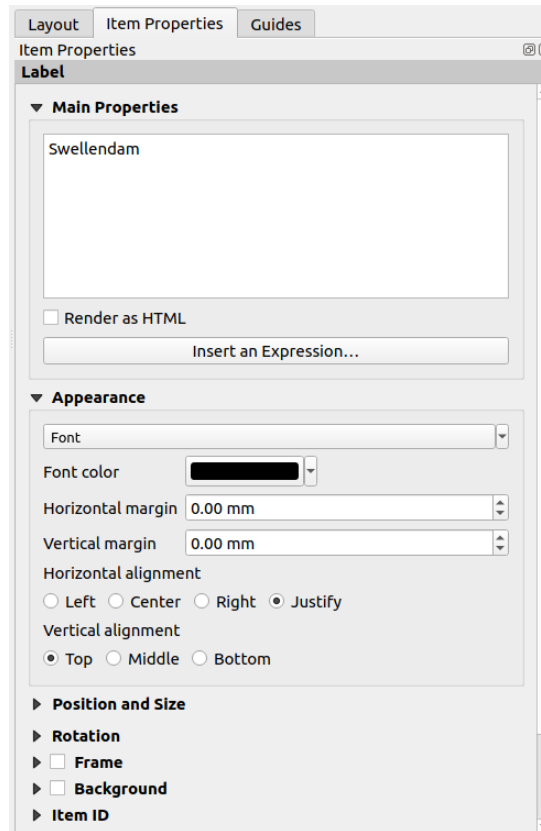 Layout Item Properties Guides
Item Properties
Label
Main Properties
Swellendam
Render as HTML
Insert an Expression...
Appearance
Font
Font color
Horizontal margin 0.00 mm
Vertical margin 0.00 mm
Horizontal alignment
Left Center Right Justify
Vertical alignment
Top Middle Bottom
Position and Size
Rotation
Frame
Background
Item ID